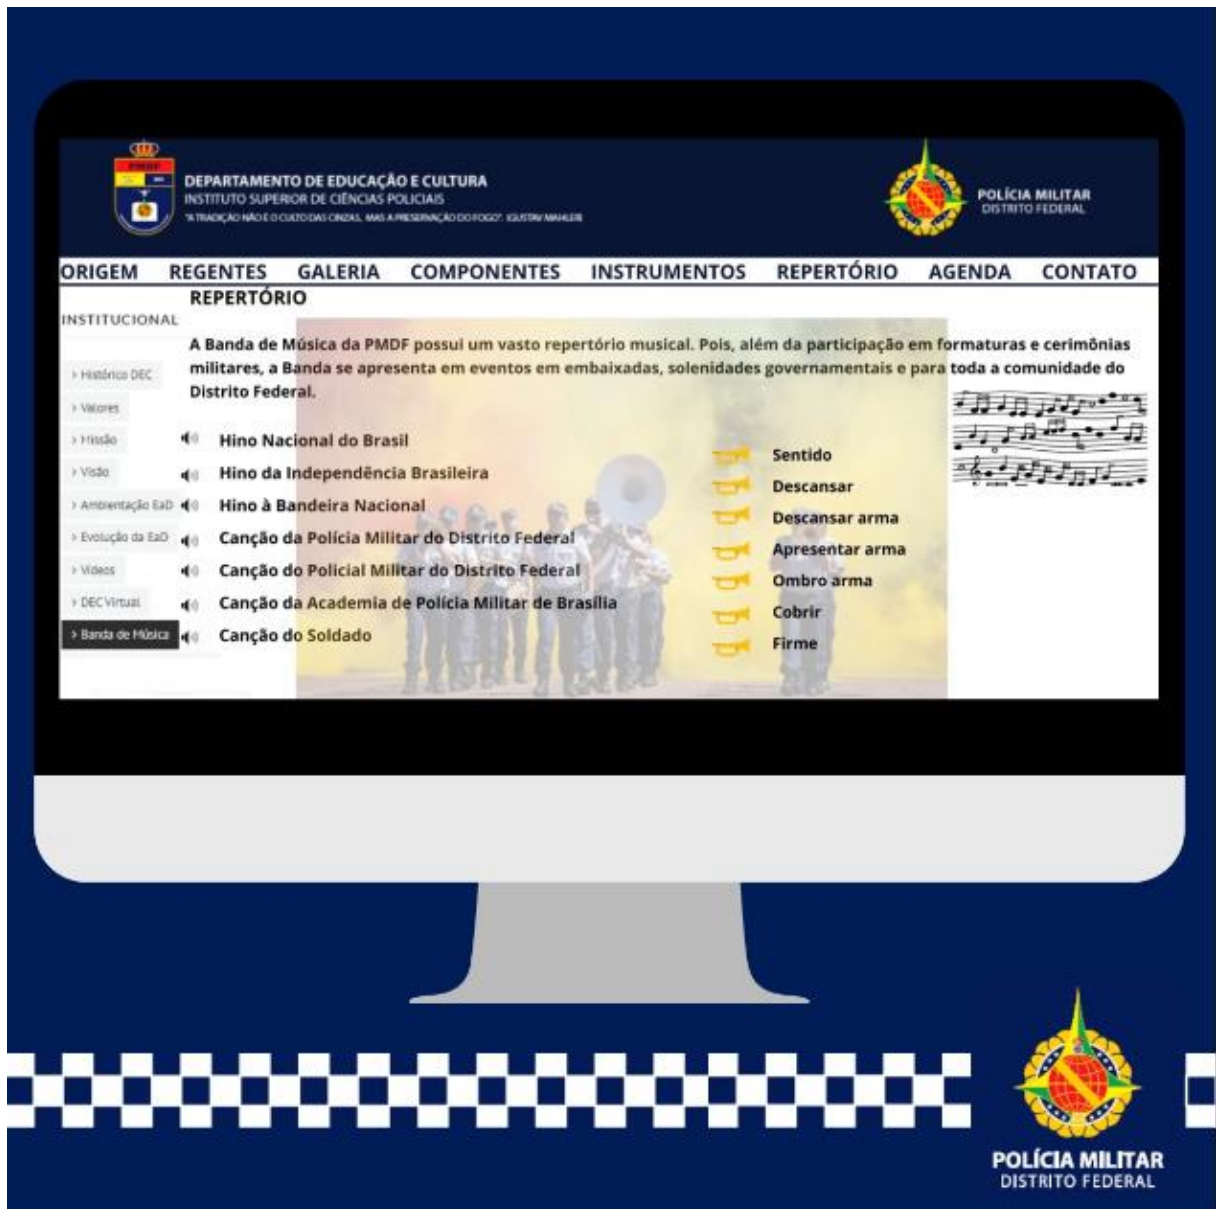 PMDF
DEPARTAMENTO DE EDUCAÇÃO E CULTURA
INSTITUTO SUPERIOR DE CIÊNCIAS POLICIAIS
"A TRADIÇÃO NÃO É O CULTO DAS CINZAS, MAS A PRESERVAÇÃO DO FOGO". (GUSTAV MAHLER)
POLÍCIA MILITAR
DISTRITO FEDERAL
ORIGEM REGENTES GALERIA COMPONENTES INSTRUMENTOS REPERTÓRIO AGENDA CONTATO
INSTITUCIONAL
> Histórico DEC
> Valores
> Missão
> Visão
> Ambientação EaD
> Evolução da EaD
> Vídeos
> DEC Virtual
> Banda de Música
REPERTÓRIO
A Banda de Música da PMDF possui um vasto repertório musical. Pois, além da participação em formaturas e cerimônias
militares, a Banda se apresenta em eventos em embaixadas, solenidades governamentais e para toda a comunidade do
Distrito Federal.
Hino Nacional do Brasil
Hino da Independência Brasileira
Hino à Bandeira Nacional
Canção da Polícia Militar do Distrito Federal
Canção do Policial Militar do Distrito Federal
Canção da Academia de Polícia Militar de Brasília
Canção do Soldado
Sentido
Descansar
Descansar arma
Apresentar arma
Ombro arma
Cobrir
Firme
POLÍCIA MILITAR
DISTRITO FEDERAL